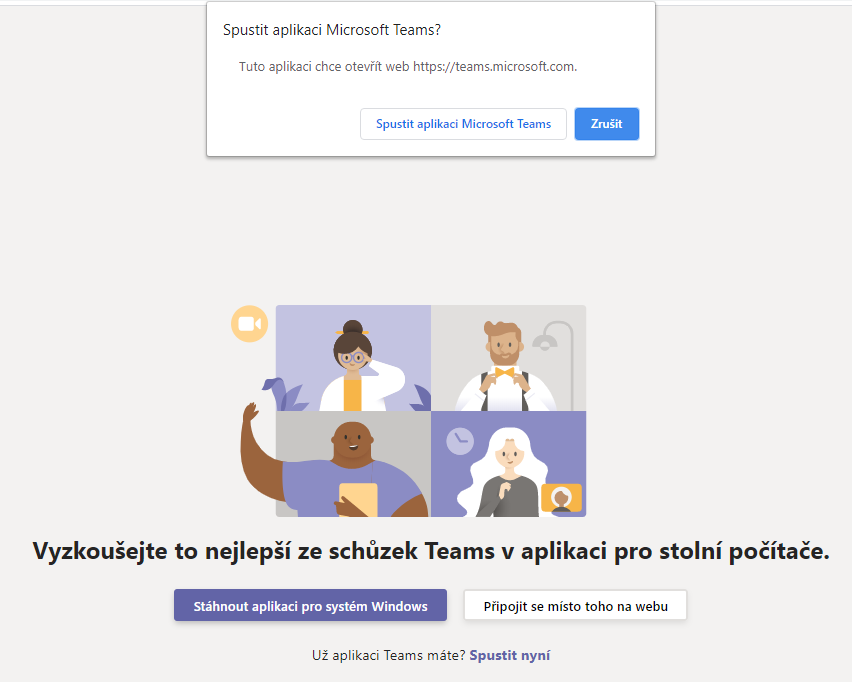 Spustit aplikaci Microsoft Teams?
Tuto aplikaci chce otevřít web https://teams.microsoft.com.
Spustit aplikaci Microsoft Teams
Zrušit
Vyzkoušejte to nejlepší ze schůzek Teams v aplikaci pro stolní počítače.
Stáhnout aplikaci pro systém Windows
Připojit se místo toho na webu
Už aplikaci Teams máte? Spustit nyní